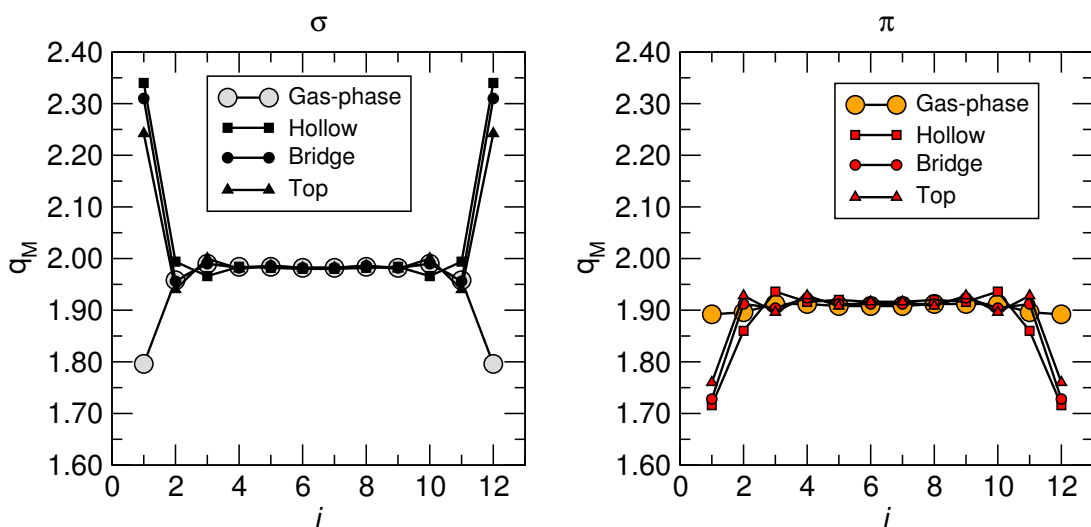 σ
2.40
2.30
2.20
2.10
2.00
1.90
1.80
1.70
1.60
q_M
0 2 4 6 8 10 12
i
Gas-phase
Hollow
Bridge
Top
π
2.40
2.30
2.20
2.10
2.00
1.90
1.80
1.70
1.60
q_M
0 2 4 6 8 10 12
i
Gas-phase
Hollow
Bridge
Top